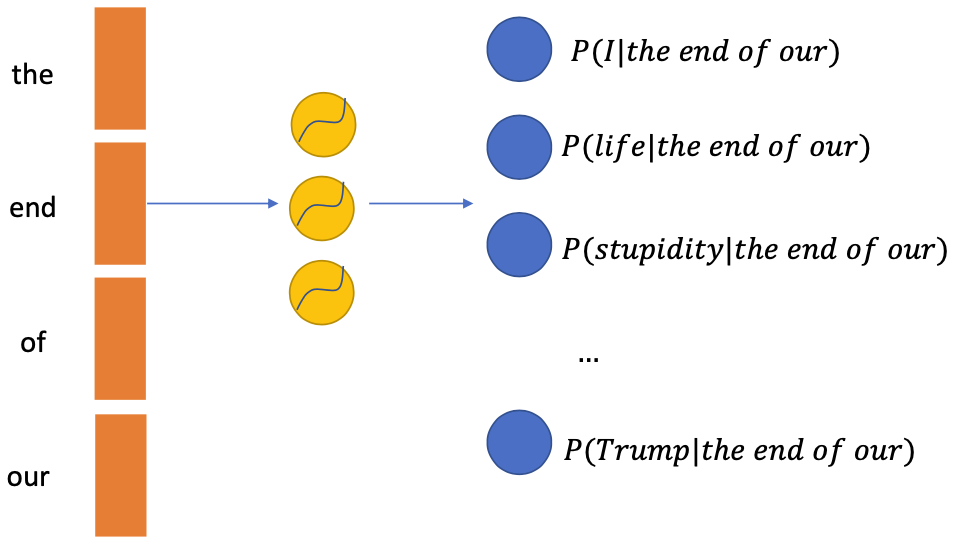 the
end
of
our
P(I|the end of our)
P(life|the end of our)
P(stupidity|the end of our)
...
P(Trump|the end of our)